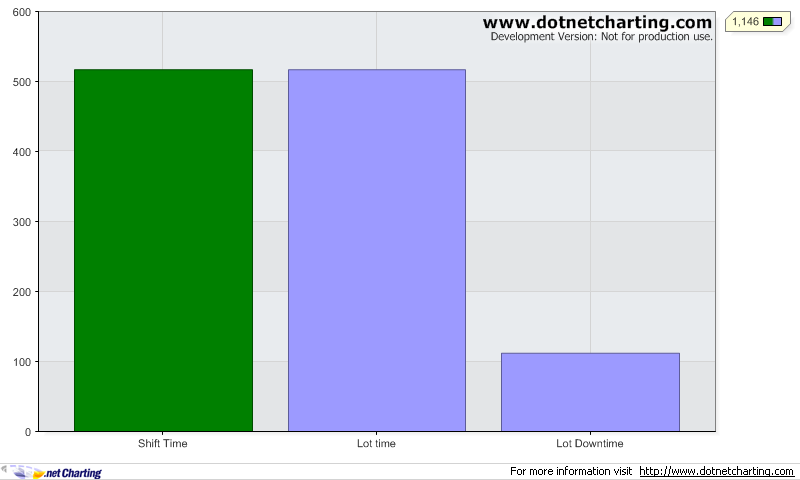 www.dotnetcharting.com
Development Version: Not for production use.
1,146
600
500
400
300
200
100
0
Shift Time Lot time Lot Downtime
.net Charting
For more information visit http://www.dotnetcharting.com